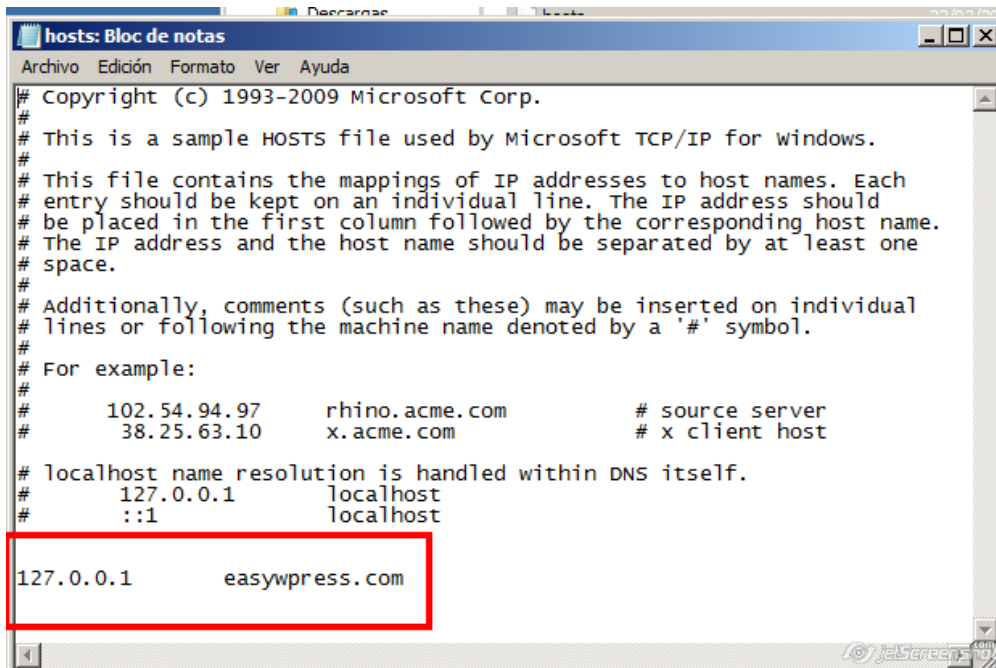 Descargas
hosts: Bloc de notas
Archivo Edición Formato Ver Ayuda
# Copyright (c) 1993-2009 Microsoft Corp.
#
# This is a sample HOSTS file used by Microsoft TCP/IP for Windows.
#
# This file contains the mappings of IP addresses to host names. Each
# entry should be kept on an individual line. The IP address should
# be placed in the first column followed by the corresponding host name.
# The IP address and the host name should be separated by at least one
# space.
#
# Additionally, comments (such as these) may be inserted on individual
# lines or following the machine name denoted by a '#' symbol.
#
# For example:
#
# 102.54.94.97 rhino.acme.com # source server
# 38.25.63.10 x.acme.com # x client host
# localhost name resolution is handled within DNS itself.
# 127.0.0.1 localhost
# ::1 localhost
127.0.0.1 easywpress.com